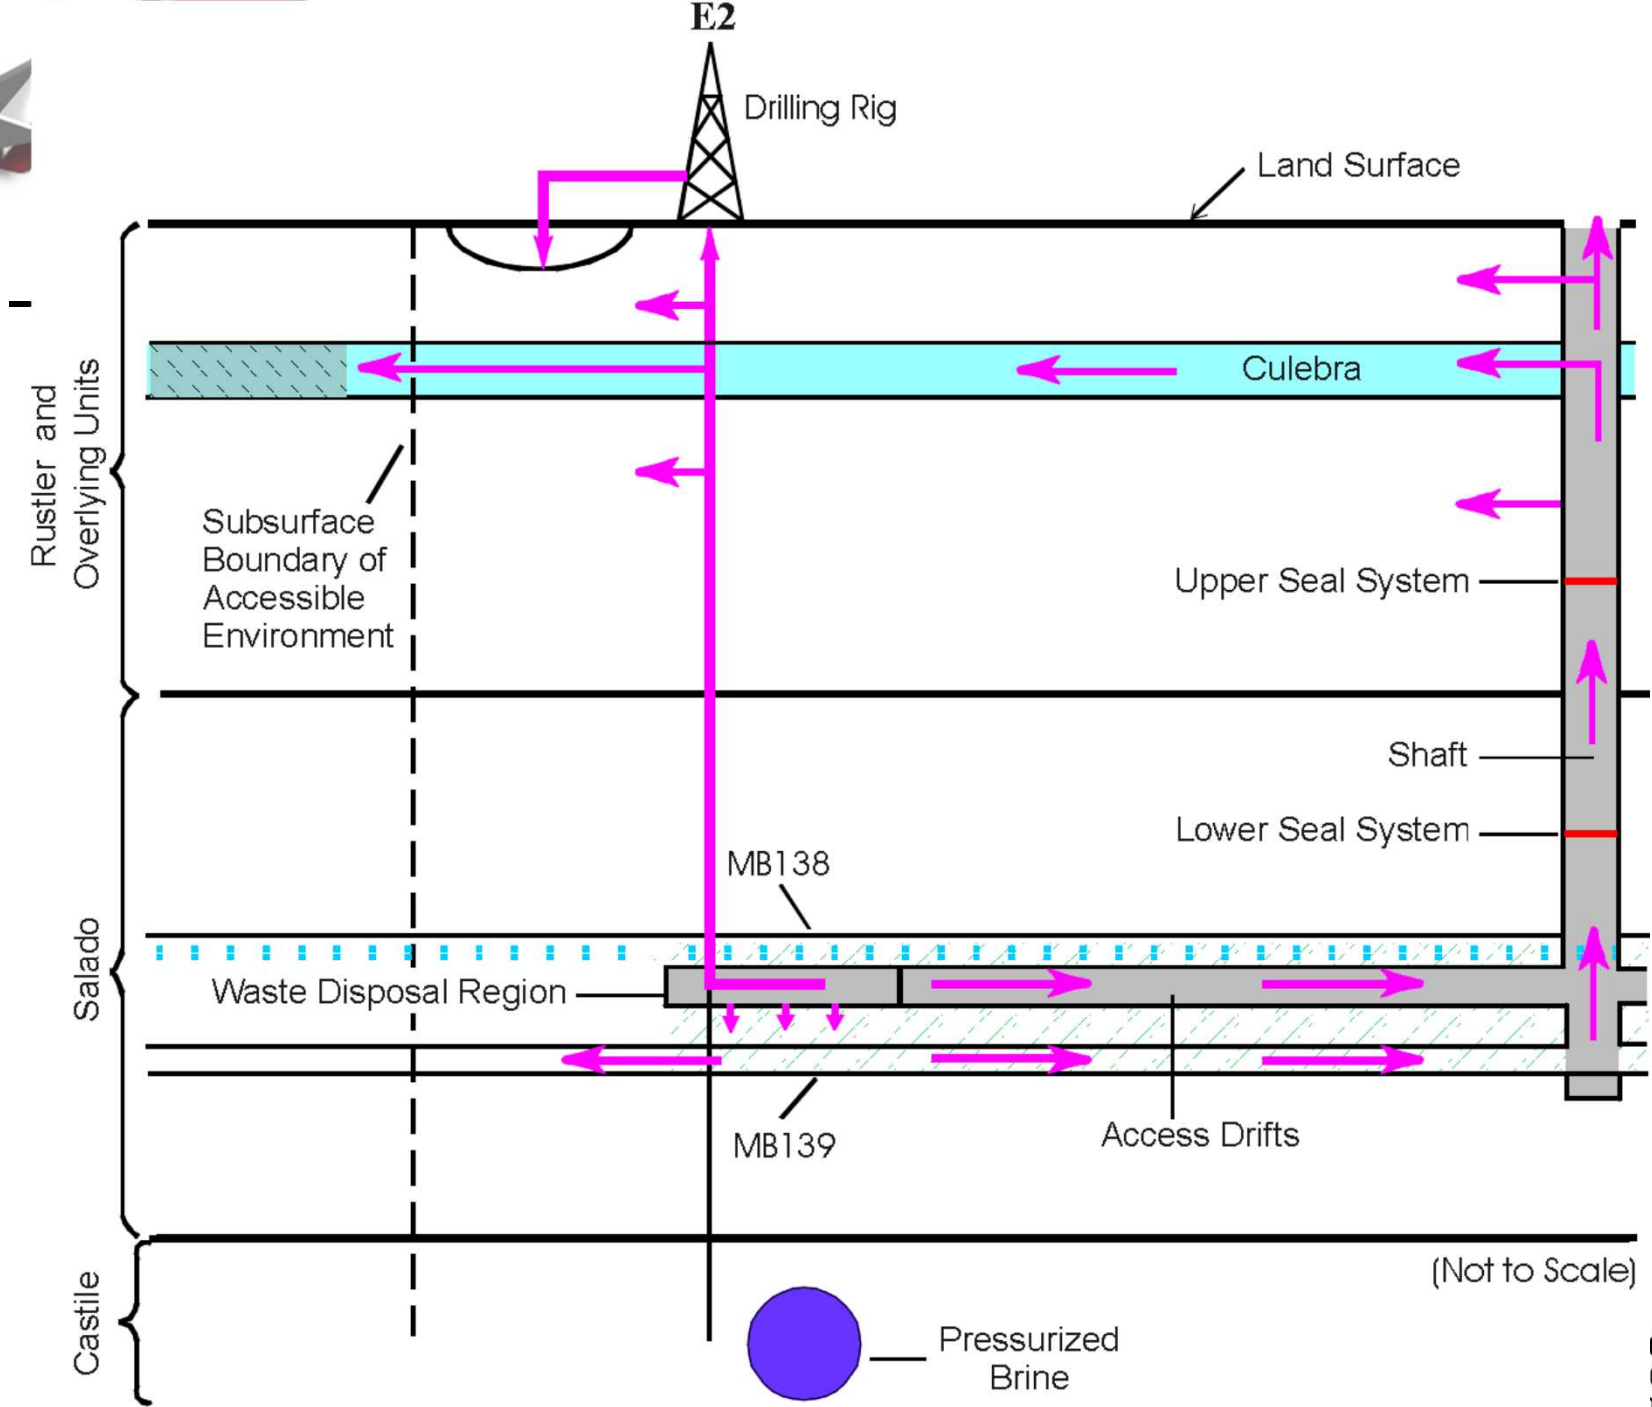 E2
Drilling Rig
Land Surface
Culebra
Rustler and
Overlying Units
Subsurface
Boundary of
Accessible
Environment
Upper Seal System
Shaft
Lower Seal System
MB138
Salado
Waste Disposal Region
MB139
Access Drifts
(Not to Scale)
Castile
Pressurized
Brine